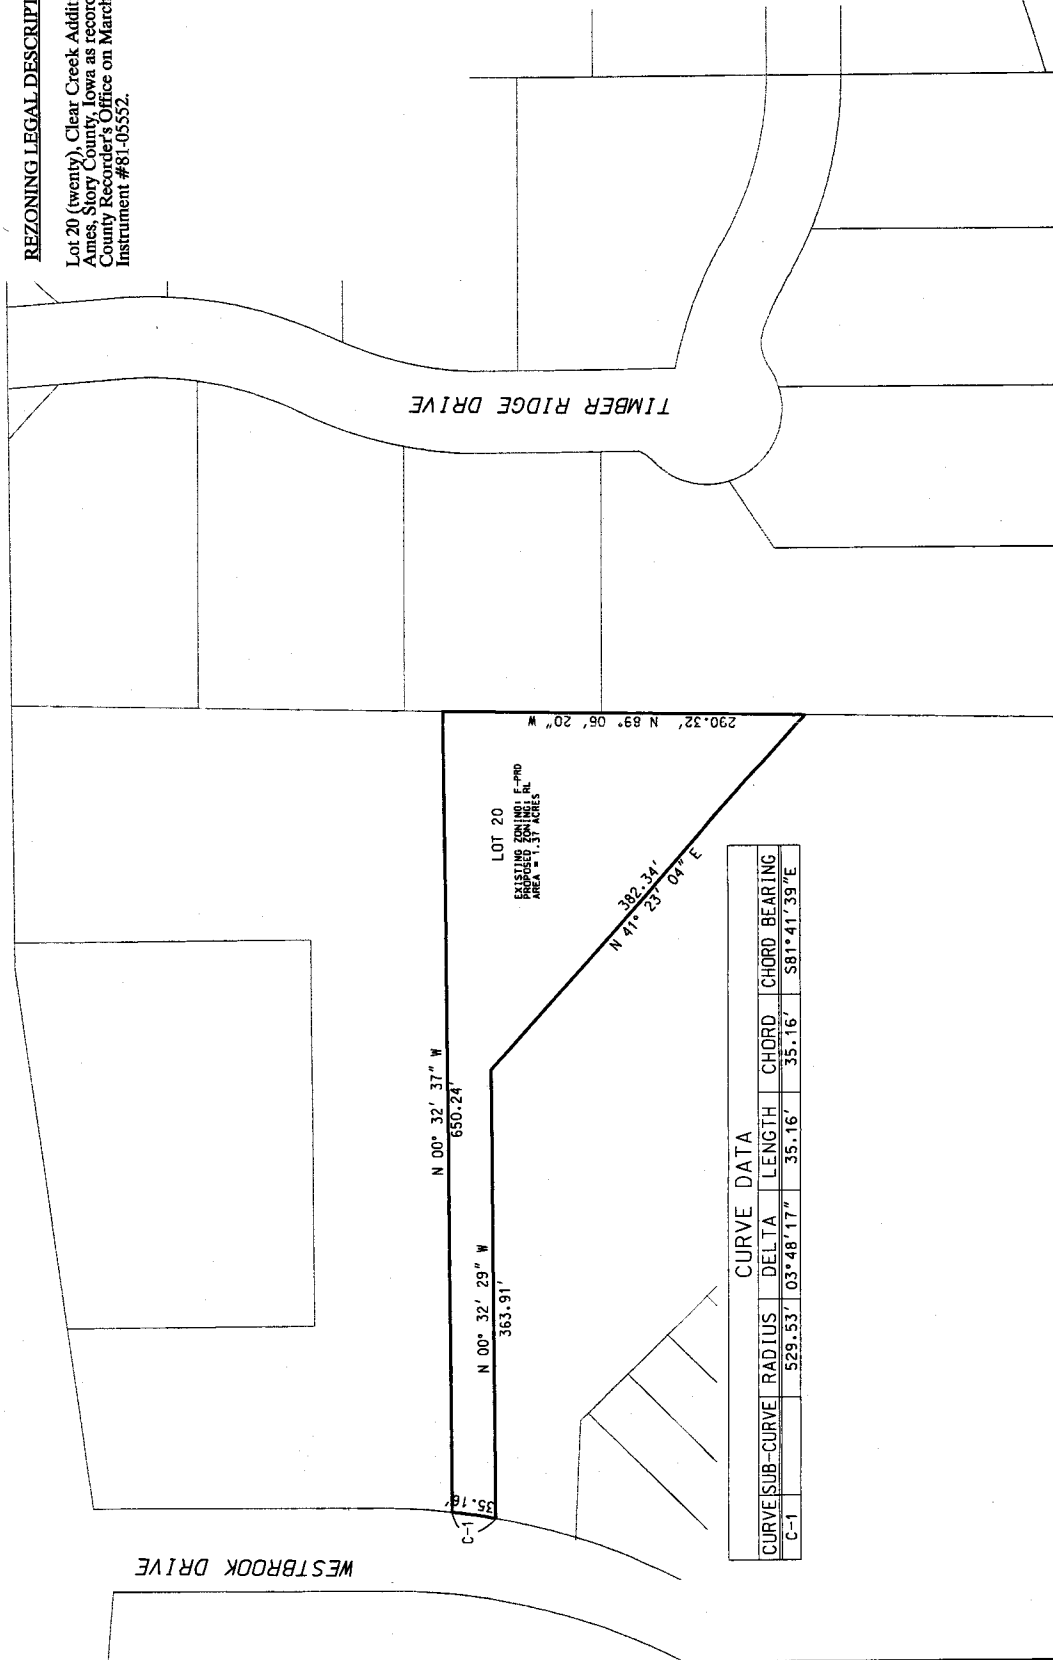 REZONING LEGAL DESCRIPT
Lot 20 (twenty), Clear Creek Addit
Ames, Story County, Iowa as recor
County Recorder's Office on March
Instrument #81-05552.
TIMBER RIDGE DRIVE
290.32' N 89° 06' 20" W
LOT 20
EXISTING ZONING: F-PRD
PROPOSED ZONING: RL
AREA = 1.37 ACRES
382.34'
N 41° 23' 04" E
N 00° 32' 37" W
650.24'
N 00° 32' 29" W
363.91'
35.16'
C-1
WESTBROOK DRIVE
CURVE DATA
CURVE SUB-CURVE RADIUS DELTA LENGTH CHORD CHORD BEARING
C-1 529.53' 03°48'17" 35.16' 35.16' S81°41'39"E